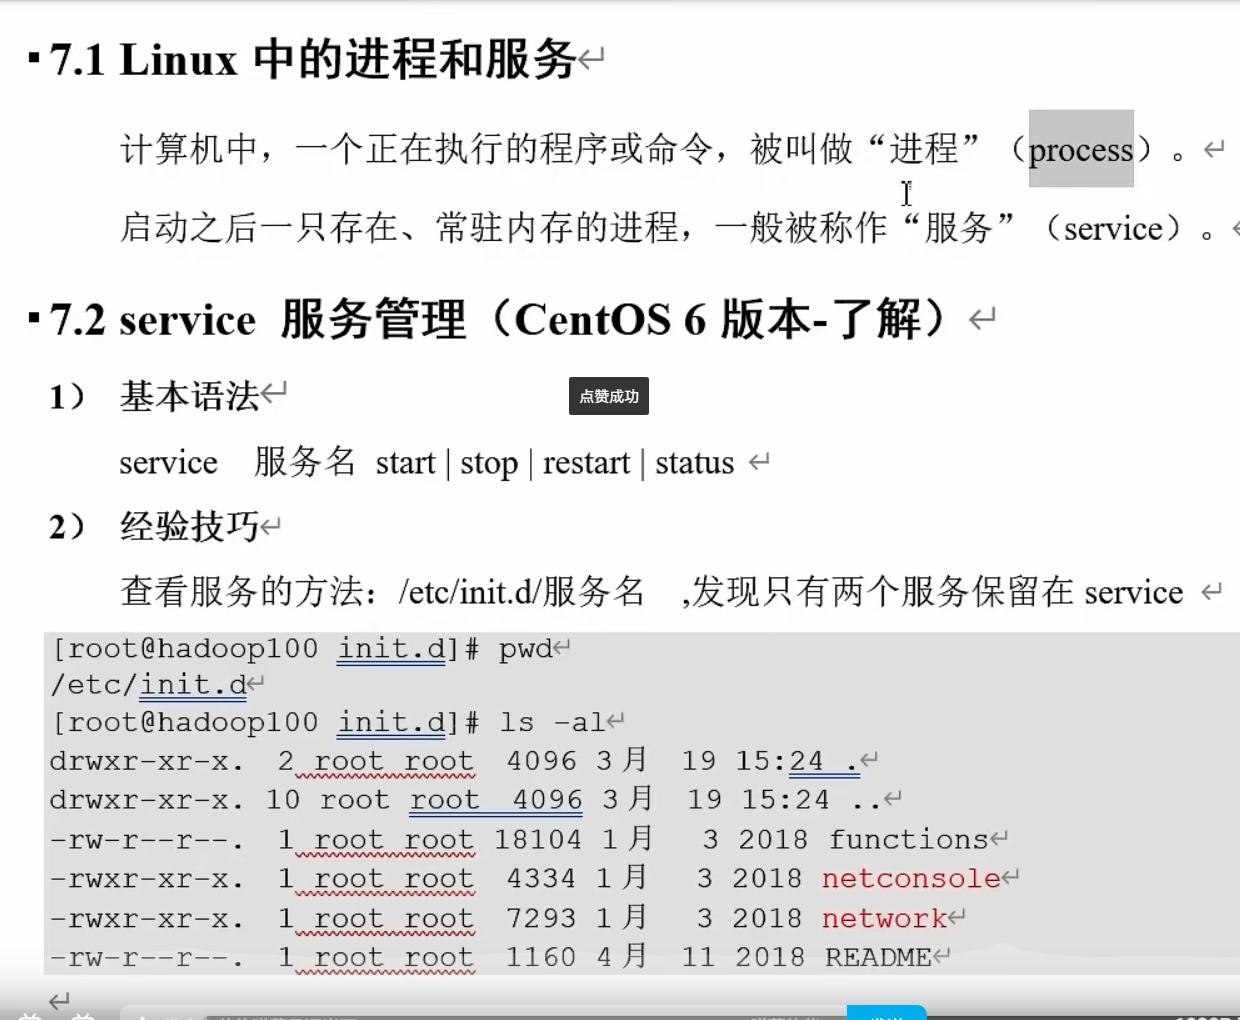 7.1 Linux 中的进程和服务
计算机中，一个正在执行的程序或命令，被叫做“进程”（process）。
启动之后一只存在、常驻内存的进程，一般被称作“服务”（service）。
7.2 service 服务管理（CentOS 6 版本-了解）
1） 基本语法
点赞成功
service 服务名 start | stop | restart | status
2） 经验技巧
查看服务的方法：/etc/init.d/服务名 ,发现只有两个服务保留在 service
[root@hadoop100 init.d]# pwd
/etc/init.d
[root@hadoop100 init.d]# ls -al
drwxr-xr-x. 2 root root 4096 3月 19 15:24 .
drwxr-xr-x. 10 root root 4096 3月 19 15:24 ..
-rw-r--r--. 1 root root 18104 1月 3 2018 functions
-rwxr-xr-x. 1 root root 4334 1月 3 2018 netconsole
-rwxr-xr-x. 1 root root 7293 1月 3 2018 network
-rw-r--r--. 1 root root 1160 4月 11 2018 README